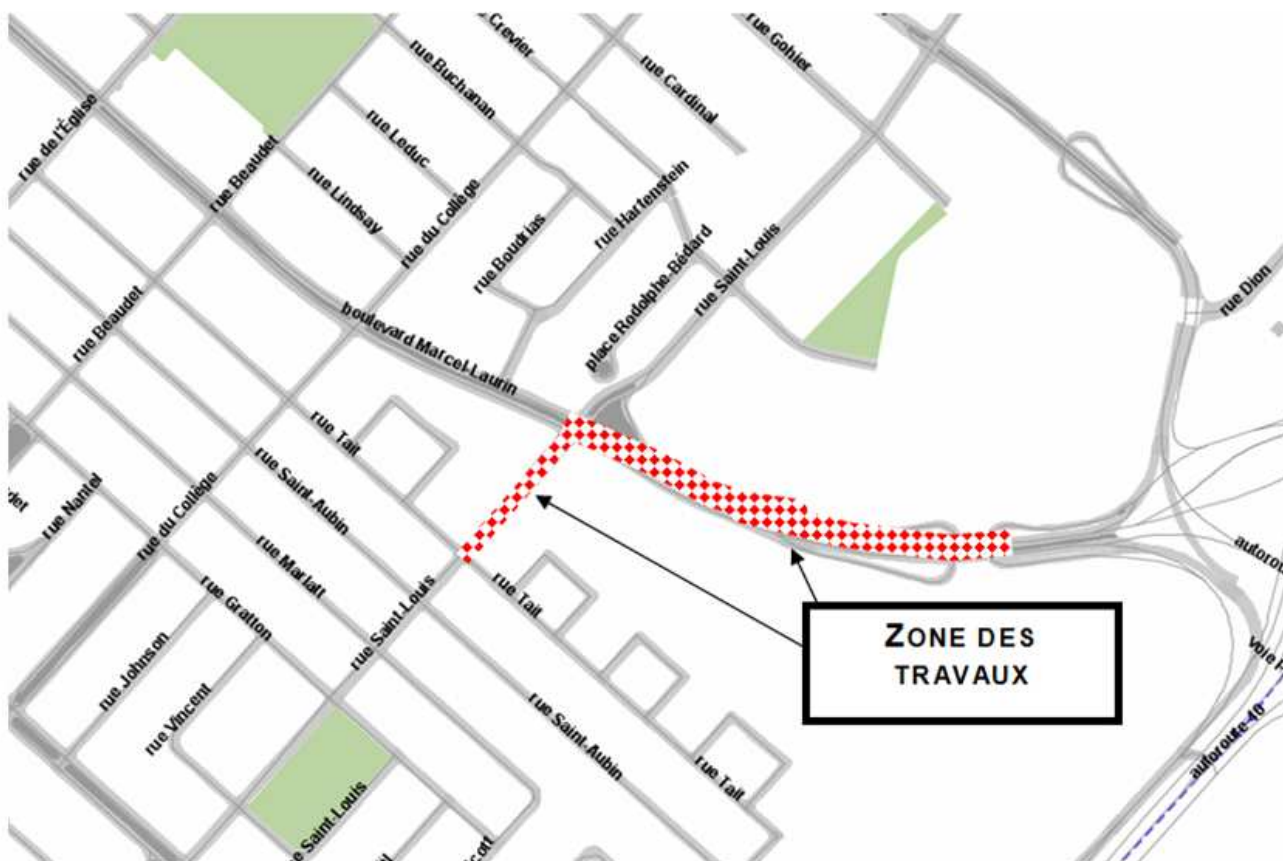 rue Crevier
rue Gohier
rue Buchanan
rue Cardinal
rue de l'Église
rue Leduc
rue Beaudet
rue Lindsay
rue du Collège
rue Hartenstein
rue Boudrias
place Rodolphe-Bédard
rue Saint-Louis
rue Dion
rue Beaudet
boulevard Marcel-Laurin
rue Tait
rue Saint-Aubin
rue Nantel
rue du Collège
rue Marlatt
rue Gratton
rue Saint-Louis
rue Tait
ZONE DES
TRAVAUX
rue Johnson
rue Vincent
rue Saint-Aubin
rue Tait
autoroute 40
Saint-Louis